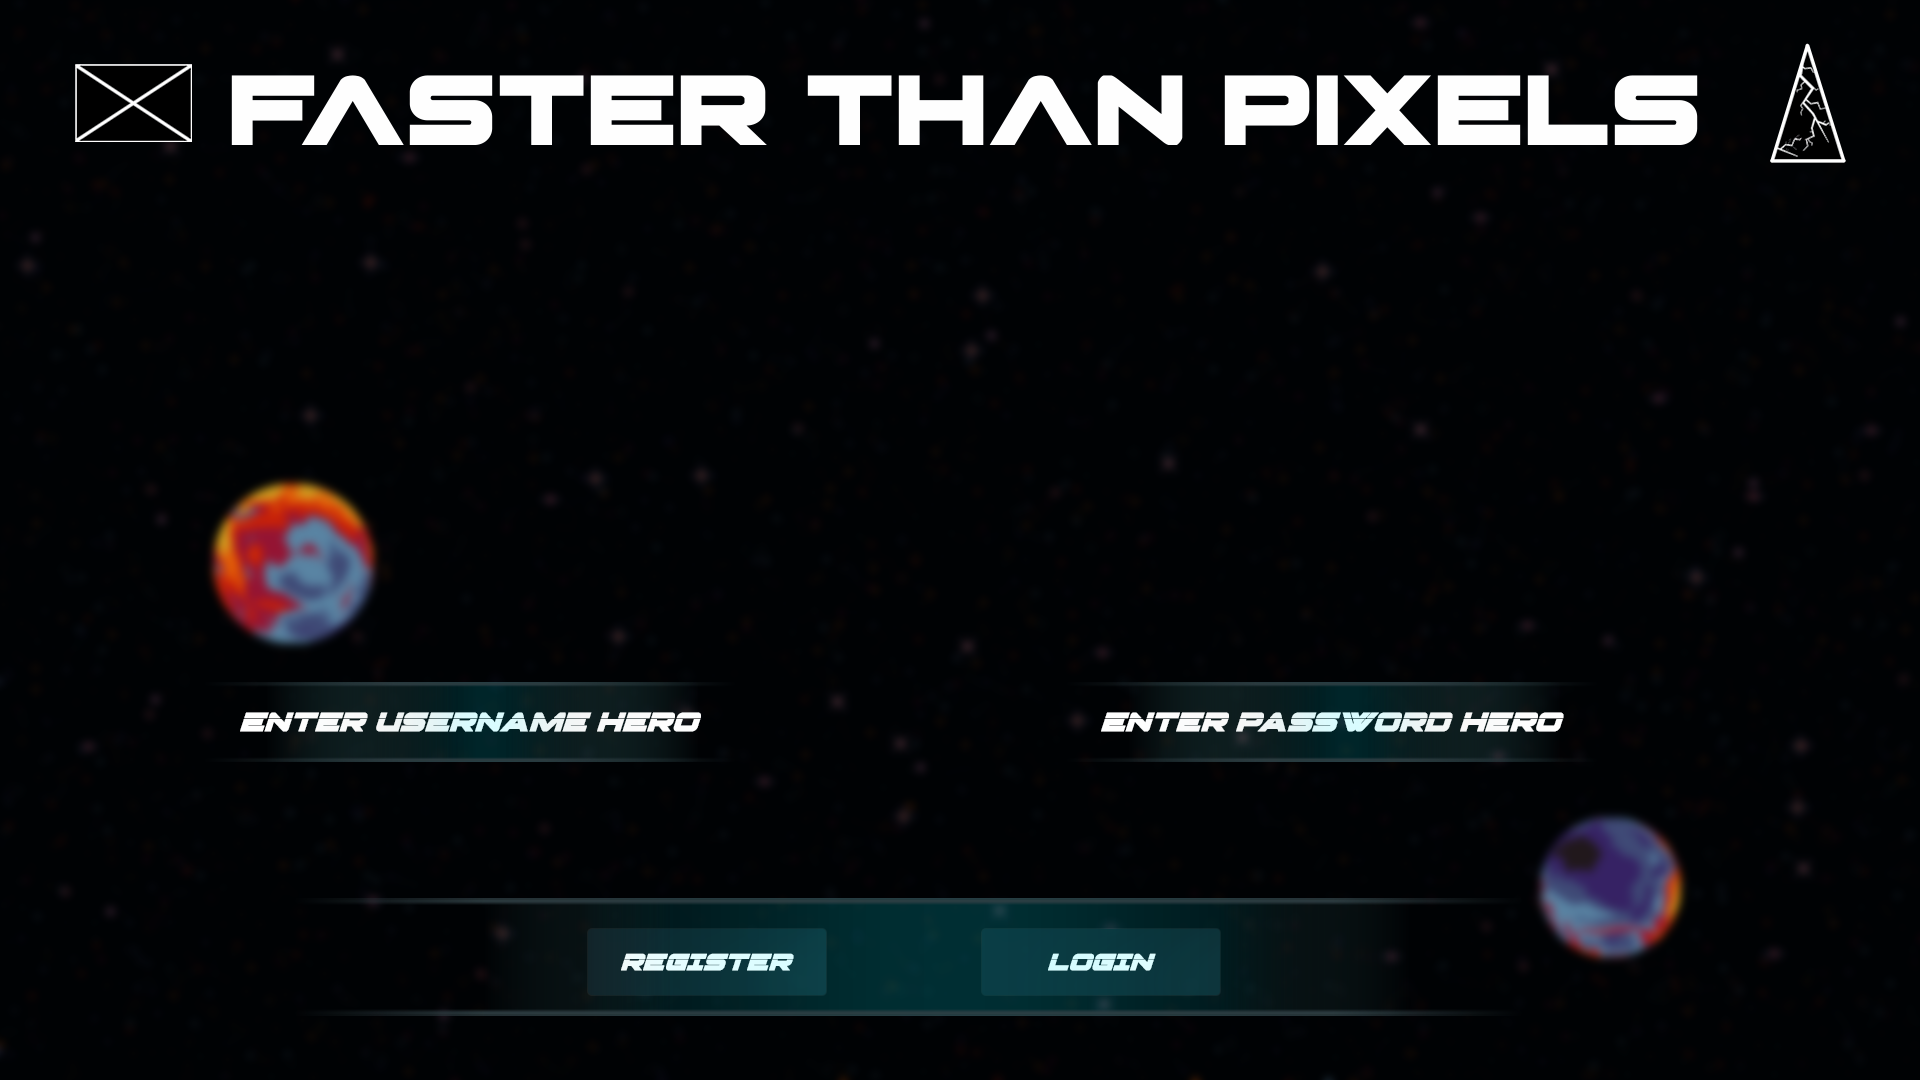 FASTER THAN PIXELS
ENTER USERNAME HERO
ENTER PASSWORD HERO
REGISTER
LOGIN